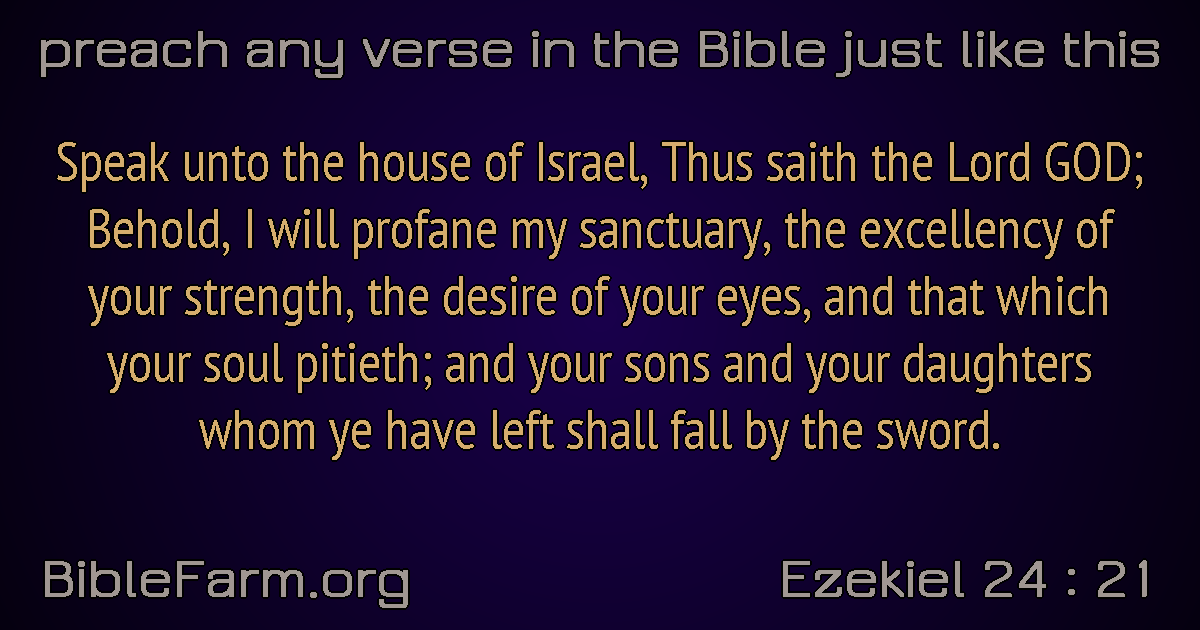 preach any verse in the Bible just like this
Speak unto the house of Israel, Thus saith the Lord GOD;
Behold, I will profane my sanctuary, the excellency of
your strength, the desire of your eyes, and that which
your soul pitieth; and your sons and your daughters
whom ye have left shall fall by the sword.
BibleFarm.org
Ezekiel 24 : 21